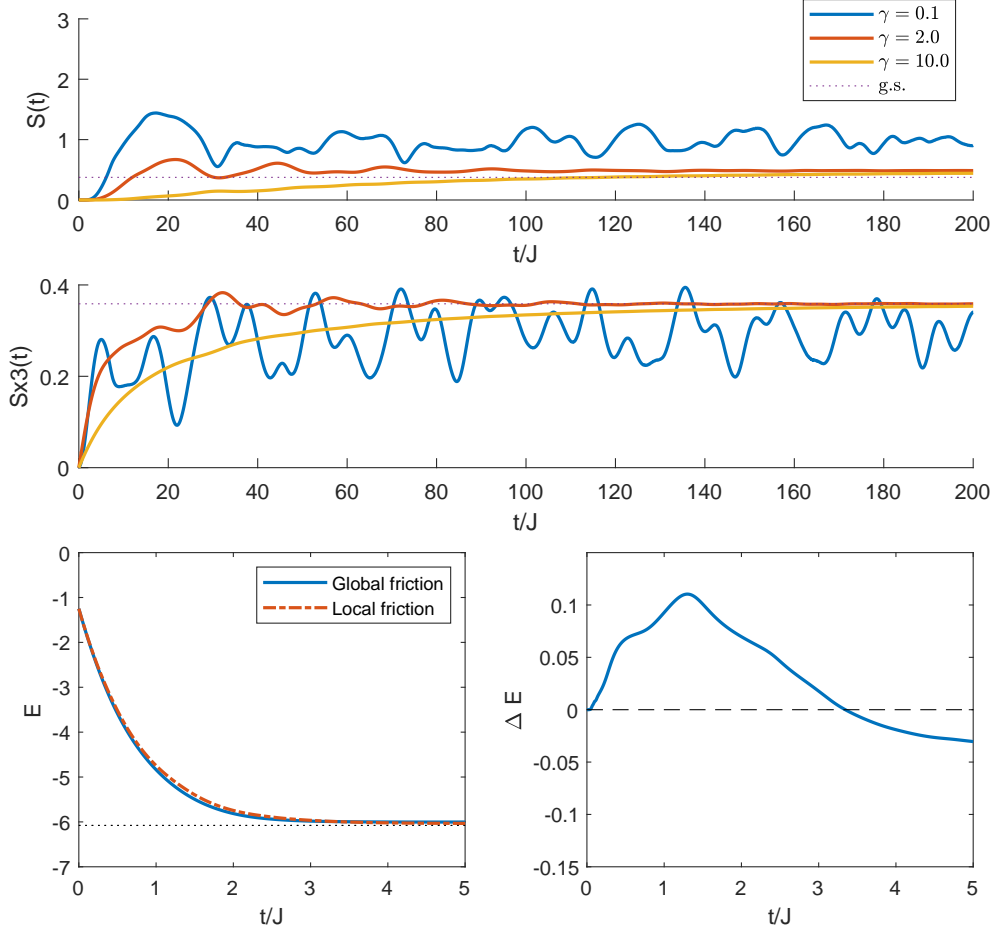 3
2
1
0
S(t)
γ = 0.1
γ = 2.0
γ = 10.0
g.s.
0 20 40 60 80 100 120 140 160 180 200
t/J
0.4
0.2
0
Sx3(t)
0 20 40 60 80 100 120 140 160 180 200
t/J
0
-1
-2
-3
-4
-5
-6
-7
E
Global friction
Local friction
0 1 2 3 4 5
t/J
0.1
0.05
0
-0.05
-0.1
-0.15
Δ E
0 1 2 3 4 5
t/J